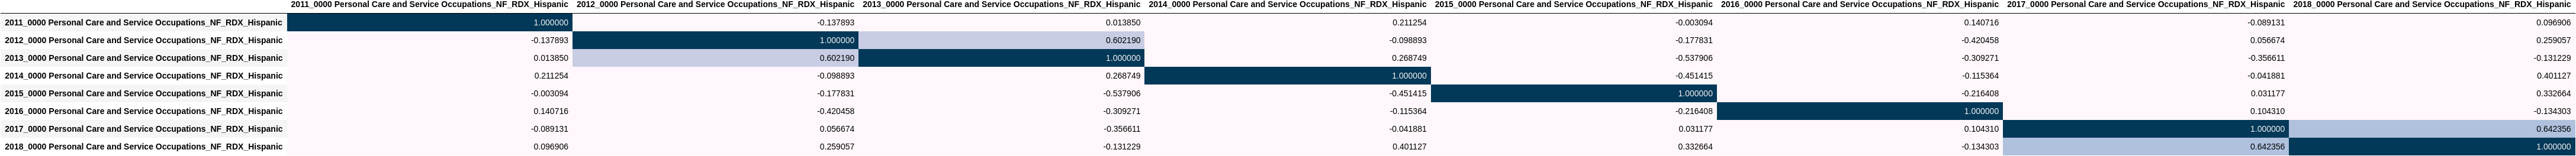 2011_0000 Personal Care and Service Occupations_NF_RDX_Hispanic 2012_0000 Personal Care and Service Occupations_NF_RDX_Hispanic 2013_0000 Personal Care and Service Occupations_NF_RDX_Hispanic 2014_0000 Personal Care and Service Occupations_NF_RDX_Hispanic 2015_0000 Personal Care and Service Occupations_NF_RDX_Hispanic 2016_0000 Personal Care and Service Occupations_NF_RDX_Hispanic 2017_0000 Personal Care and Service Occupations_NF_RDX_Hispanic 2018_0000 Personal Care and Service Occupations_NF_RDX_Hispanic
2011_0000 Personal Care and Service Occupations_NF_RDX_Hispanic 1.000000 -0.137893 0.013850 0.211254 -0.003094 0.140716 -0.089131 0.096906
2012_0000 Personal Care and Service Occupations_NF_RDX_Hispanic -0.137893 1.000000 0.602190 -0.098893 -0.177831 -0.420458 0.056674 0.259057
2013_0000 Personal Care and Service Occupations_NF_RDX_Hispanic 0.013850 0.602190 1.000000 0.268749 -0.537906 -0.309271 -0.356611 -0.131229
2014_0000 Personal Care and Service Occupations_NF_RDX_Hispanic 0.211254 -0.098893 0.268749 1.000000 -0.451415 -0.115364 -0.041881 0.401127
2015_0000 Personal Care and Service Occupations_NF_RDX_Hispanic -0.003094 -0.177831 -0.537906 -0.451415 1.000000 -0.216408 0.031177 0.332664
2016_0000 Personal Care and Service Occupations_NF_RDX_Hispanic 0.140716 -0.420458 -0.309271 -0.115364 -0.216408 1.000000 0.104310 -0.134303
2017_0000 Personal Care and Service Occupations_NF_RDX_Hispanic -0.089131 0.056674 -0.356611 -0.041881 0.031177 0.104310 1.000000 0.642356
2018_0000 Personal Care and Service Occupations_NF_RDX_Hispanic 0.096906 0.259057 -0.131229 0.401127 0.332664 -0.134303 0.642356 1.000000